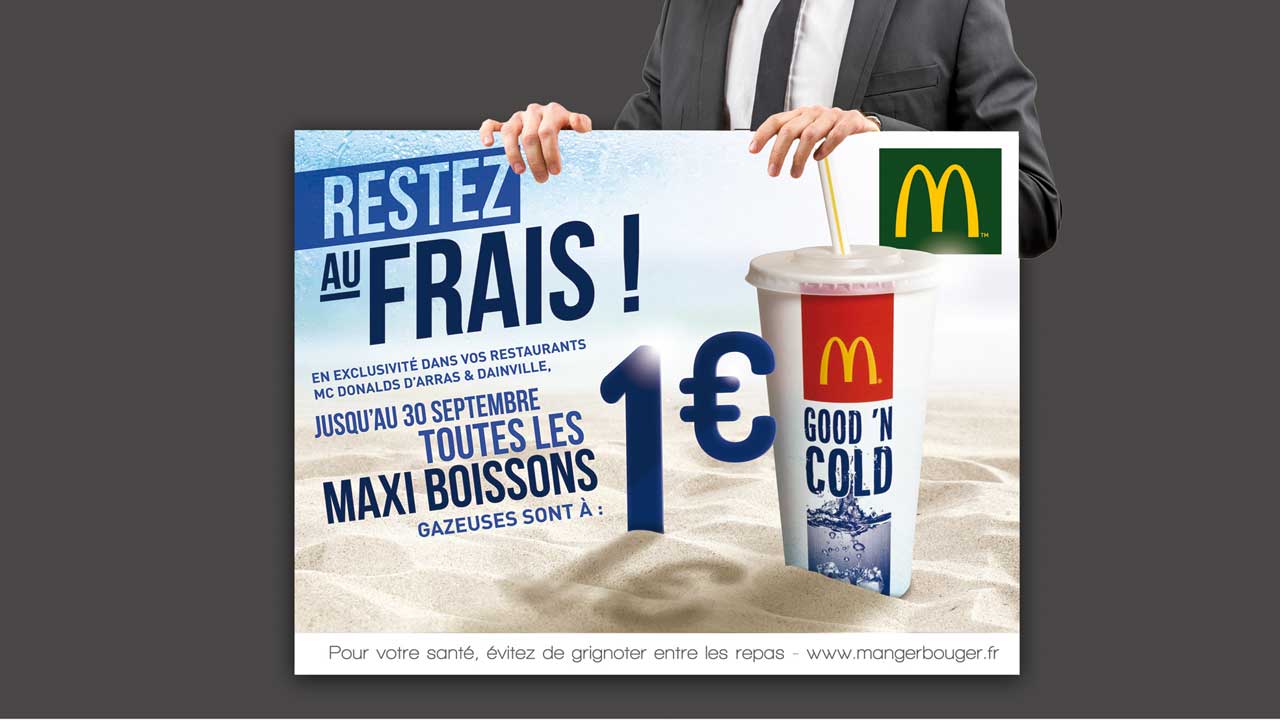 RESTEZ
AU FRAIS !
EN EXCLUSIVITÉ DANS VOS RESTAURANTS
MC DONALDS D'ARRAS & DAINVILLE,
JUSQU'AU 30 SEPTEMBRE
TOUTES LES
MAXI BOISSONS
GAZEUSES SONT À :
1€
M
TM
M
GOOD 'N
COLD
Pour votre santé, évitez de grignoter entre les repas - www.mangerbouger.fr